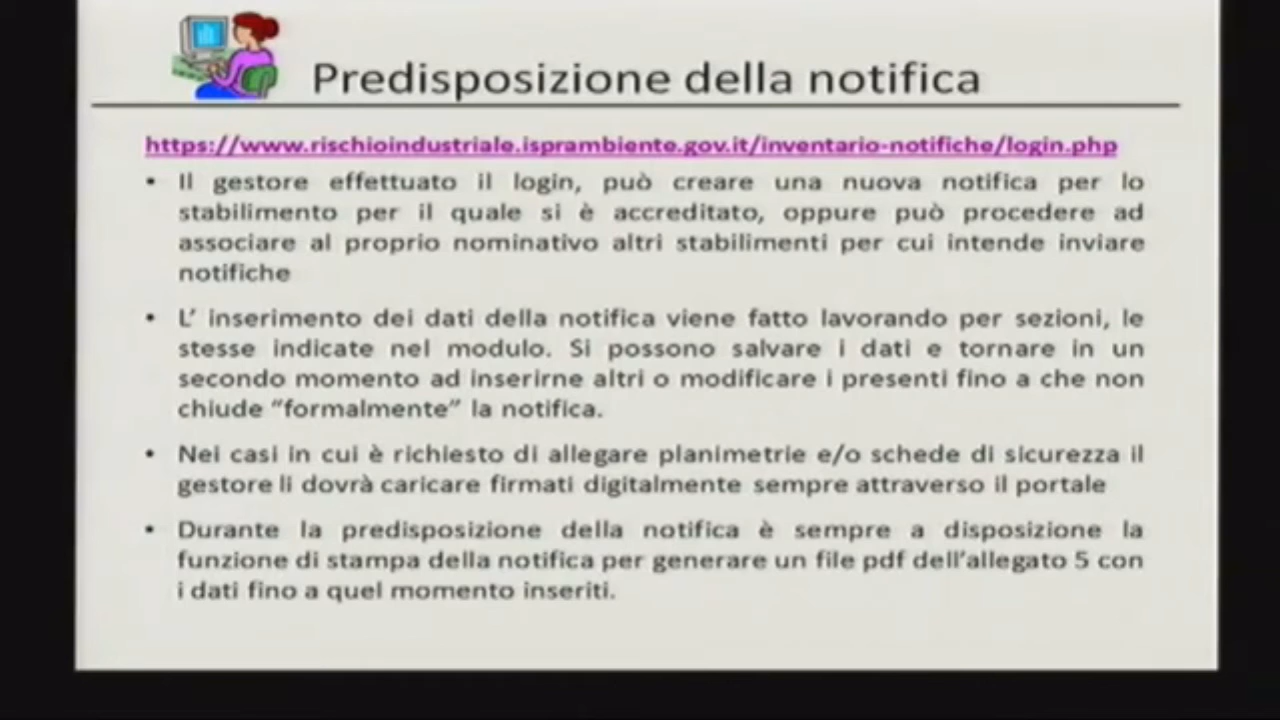 Predisposizione della notifica
https://www.rischioindustriale.isprambiente.gov.it/inventario-notifiche/login.php
• Il gestore effettuato il login, può creare una nuova notifica per lo
stabilimento per il quale si è accreditato, oppure può procedere ad
associare al proprio nominativo altri stabilimenti per cui intende inviare
notifiche
• L’ inserimento dei dati della notifica viene fatto lavorando per sezioni, le
stesse indicate nel modulo. Si possono salvare i dati e tornare in un
secondo momento ad inserirne altri o modificare i presenti fino a che non
chiude “formalmente” la notifica.
• Nei casi in cui è richiesto di allegare planimetrie e/o schede di sicurezza il
gestore li dovrà caricare firmati digitalmente sempre attraverso il portale
• Durante la predisposizione della notifica è sempre a disposizione la
funzione di stampa della notifica per generare un file pdf dell’allegato 5 con
i dati fino a quel momento inseriti.